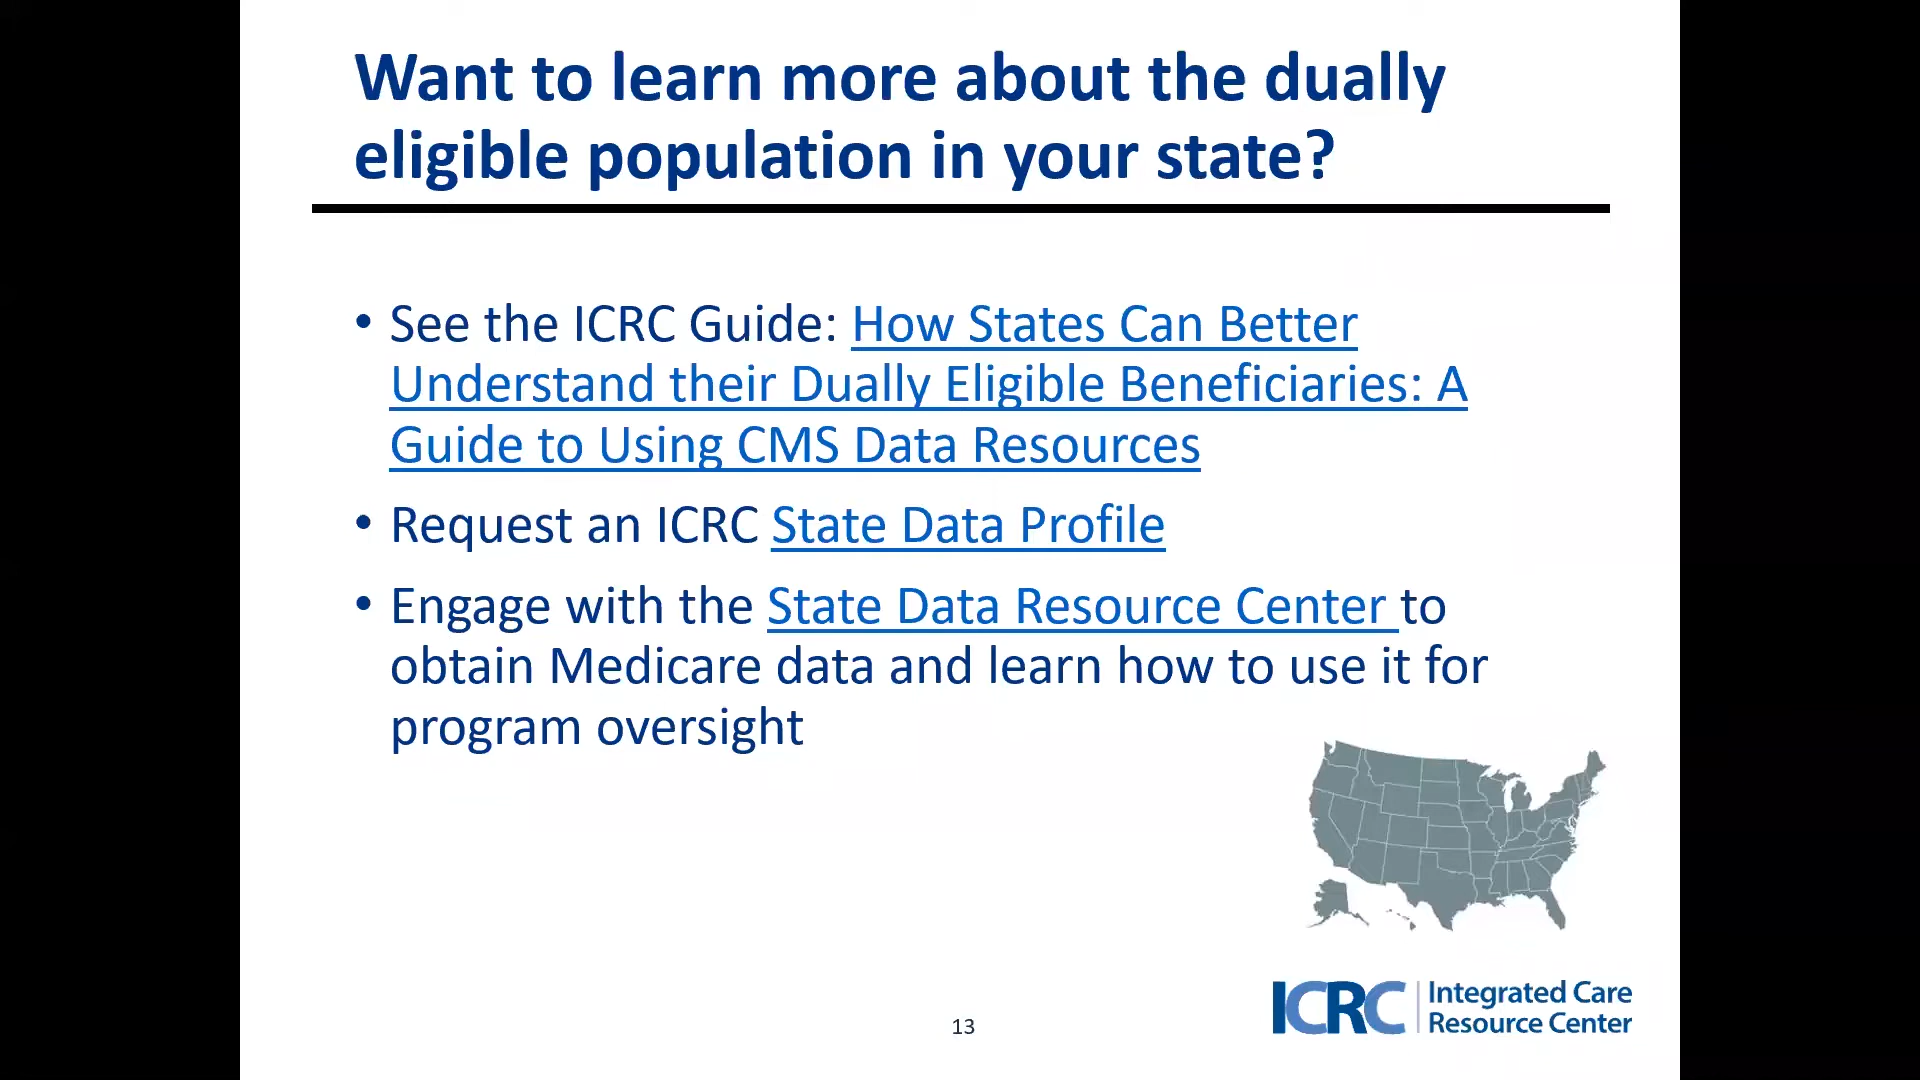 Want to learn more about the dually
eligible population in your state?
• See the ICRC Guide: How States Can Better
Understand their Dually Eligible Beneficiaries: A
Guide to Using CMS Data Resources
• Request an ICRC State Data Profile
• Engage with the State Data Resource Center to
obtain Medicare data and learn how to use it for
program oversight
13
ICRC
Integrated Care
Resource Center